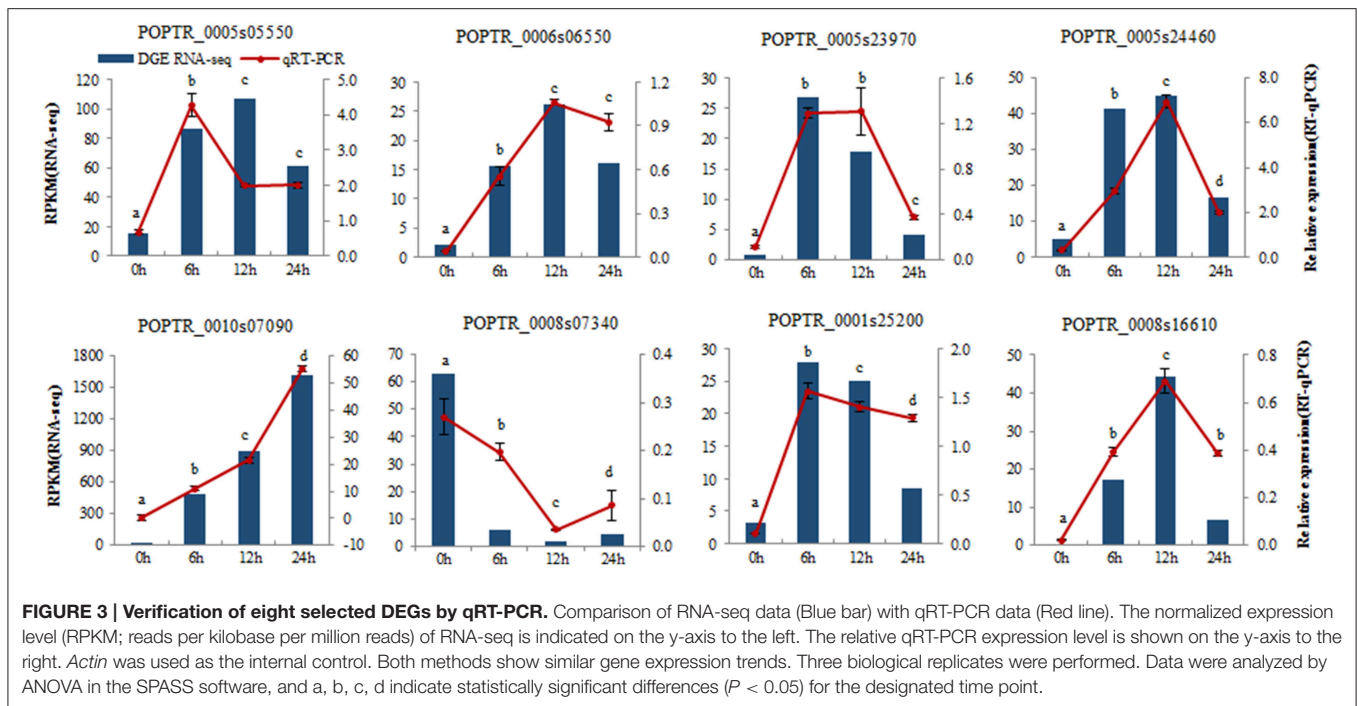 POPTR_0005s05550
DGE RNA-seq qRT-PCR
RPKM(RNA-seq)
120
100
80
60
40
20
0
5.0
4.0
3.0
2.0
1.0
0.0
a
b
c
c
0h 6h 12h 24h
POPTR_0006s06550
30
25
20
15
10
5
0
1.2
0.9
0.6
0.3
0.0
a
b
c
c
0h 6h 12h 24h
POPTR_0005s23970
30
25
20
15
10
5
0
1.6
1.2
0.8
0.4
0.0
a
b
b
c
0h 6h 12h 24h
POPTR_0005s24460
50
40
30
20
10
0
8.0
6.0
4.0
2.0
0.0
a
b
c
d
0h 6h 12h 24h
Relative expression(RT-qPCR)
POPTR_0010s07090
RPKM(RNA-seq)
1800
1500
1200
900
600
300
0
60
50
40
30
20
10
0
-10
a
b
c
d
0h 6h 12h 24h
POPTR_0008s07340
70
60
50
40
30
20
10
0
0.4
0.3
0.2
0.1
0.0
a
b
c
d
0h 6h 12h 24h
POPTR_0001s25200
30
25
20
15
10
5
0
2.0
1.5
1.0
0.5
0.0
a
b
c
d
0h 6h 12h 24h
POPTR_0008s16610
50
40
30
20
10
0
0.8
0.6
0.4
0.2
0.0
a
b
c
b
0h 6h 12h 24h
Relative expression(RT-qPCR)
FIGURE 3 | Verification of eight selected DEGs by qRT-PCR. Comparison of RNA-seq data (Blue bar) with qRT-PCR data (Red line). The normalized expression
level (RPKM; reads per kilobase per million reads) of RNA-seq is indicated on the y-axis to the left. The relative qRT-PCR expression level is shown on the y-axis to the
right. Actin was used as the internal control. Both methods show similar gene expression trends. Three biological replicates were performed. Data were analyzed by
ANOVA in the SPASS software, and a, b, c, d indicate statistically significant differences (P < 0.05) for the designated time point.